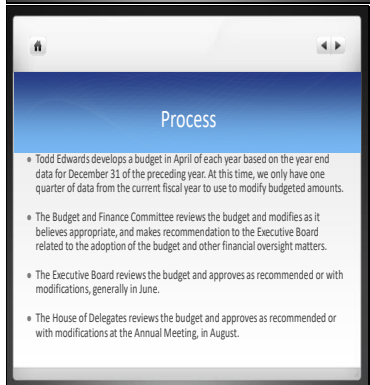 Process
• Todd Edwards develops a budget in April of each year based on the year end
data for December 31 of the preceding year. At this time, we only have one
quarter of data from the current fiscal year to use to modify budgeted amounts.
• The Budget and Finance Committee reviews the budget and modifies as it
believes appropriate, and makes recommendation to the Executive Board
related to the adoption of the budget and other financial oversight matters.
• The Executive Board reviews the budget and approves as recommended or with
modifications, generally in June.
• The House of Delegates reviews the budget and approves as recommended or
with modifications at the Annual Meeting, in August.